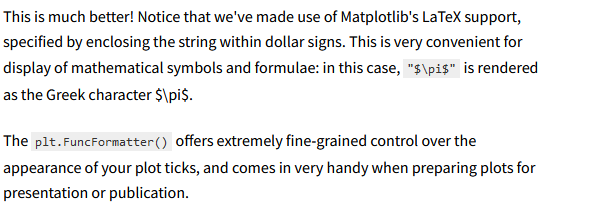 This is much better! Notice that we've made use of Matplotlib's LaTeX support,
specified by enclosing the string within dollar signs. This is very convenient for
display of mathematical symbols and formulae: in this case, "$\pi$" is rendered
as the Greek character $\pi$.
The plt.FuncFormatter() offers extremely fine-grained control over the
appearance of your plot ticks, and comes in very handy when preparing plots for
presentation or publication.